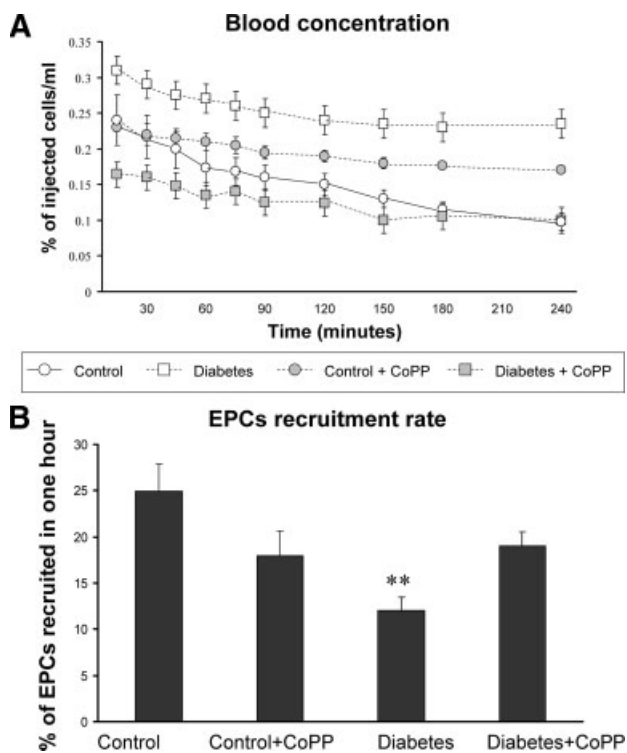 A
Blood concentration
% of injected cells/ml
0.35
0.3
0.25
0.2
0.15
0.1
0.05
0
30 60 90 120 150 180 210 240
Time (minutes)
Control Diabetes Control + CoPP Diabetes + CoPP
B
EPCs recruitment rate
% of EPCs recruited in one hour
30
25
20
15
10
5
0
**
Control Control+CoPP Diabetes Diabetes+CoPP